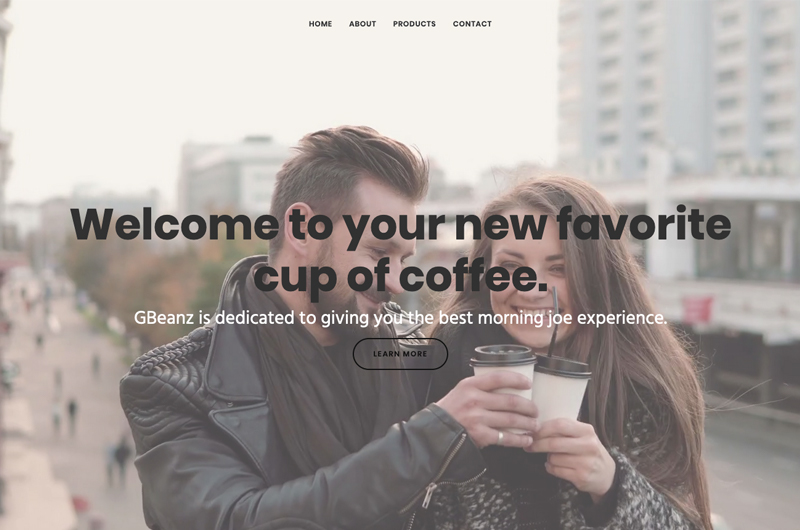 HOME ABOUT PRODUCTS CONTACT
Welcome to your new favorite
cup of coffee.
GBeanz is dedicated to giving you the best morning joe experience.
LEARN MORE